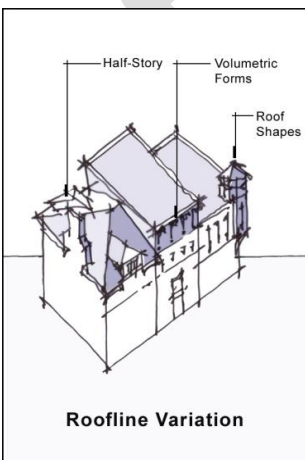 Half-Story
Volumetric
Forms
Roof
Shapes
Roofline Variation